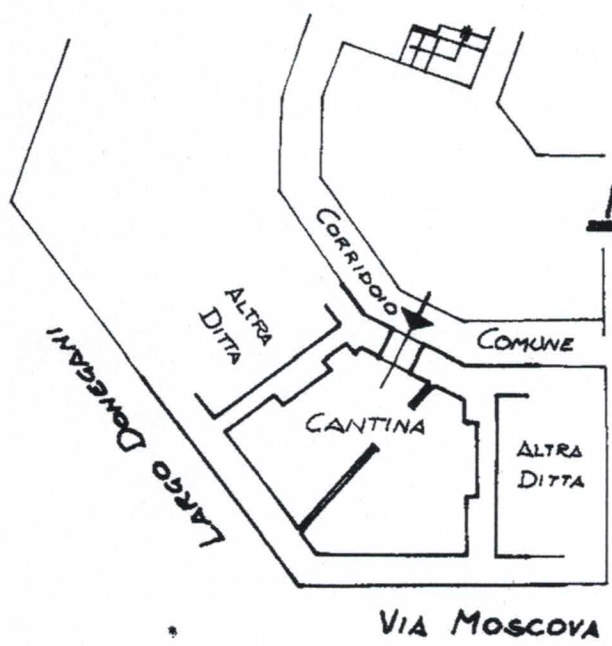 CORRIDOIO
COMUNE
ALTRA
DITTA
CANTINA
ALTRA
DITTA
LARGO DONEGANI
VIA MOSCOVA